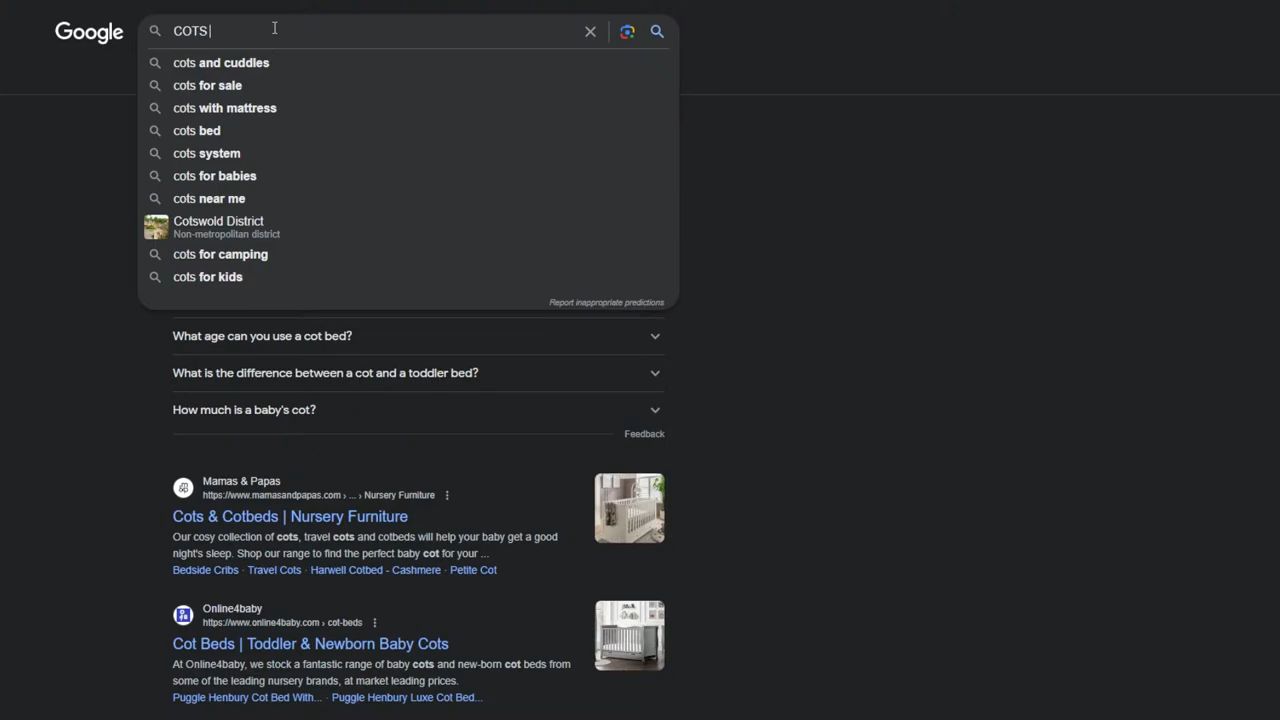 Google
COTS
cots and cuddles
cots for sale
cots with mattress
cots bed
cots system
cots for babies
cots near me
Cotswold District
Non-metropolitan district
cots for camping
cots for kids
Report inappropriate predictions
What age can you use a cot bed?
What is the difference between a cot and a toddler bed?
How much is a baby's cot?
Feedback
Mamas & Papas
https://www.mamasandpapas.com › ... › Nursery Furniture
Cots & Cotbeds | Nursery Furniture
Our cosy collection of cots, travel cots and cotbeds will help your baby get a good
night's sleep. Shop our range to find the perfect baby cot for your ...
Bedside Cribs · Travel Cots · Harwell Cotbed - Cashmere · Petite Cot
Online4baby
https://www.online4baby.com › cot-beds
Cot Beds | Toddler & Newborn Baby Cots
At Online4baby, we stock a fantastic range of baby cots and new-born cot beds from
some of the leading nursery brands, at market leading prices.
Puggle Henbury Cot Bed With... · Puggle Henbury Luxe Cot Bed...